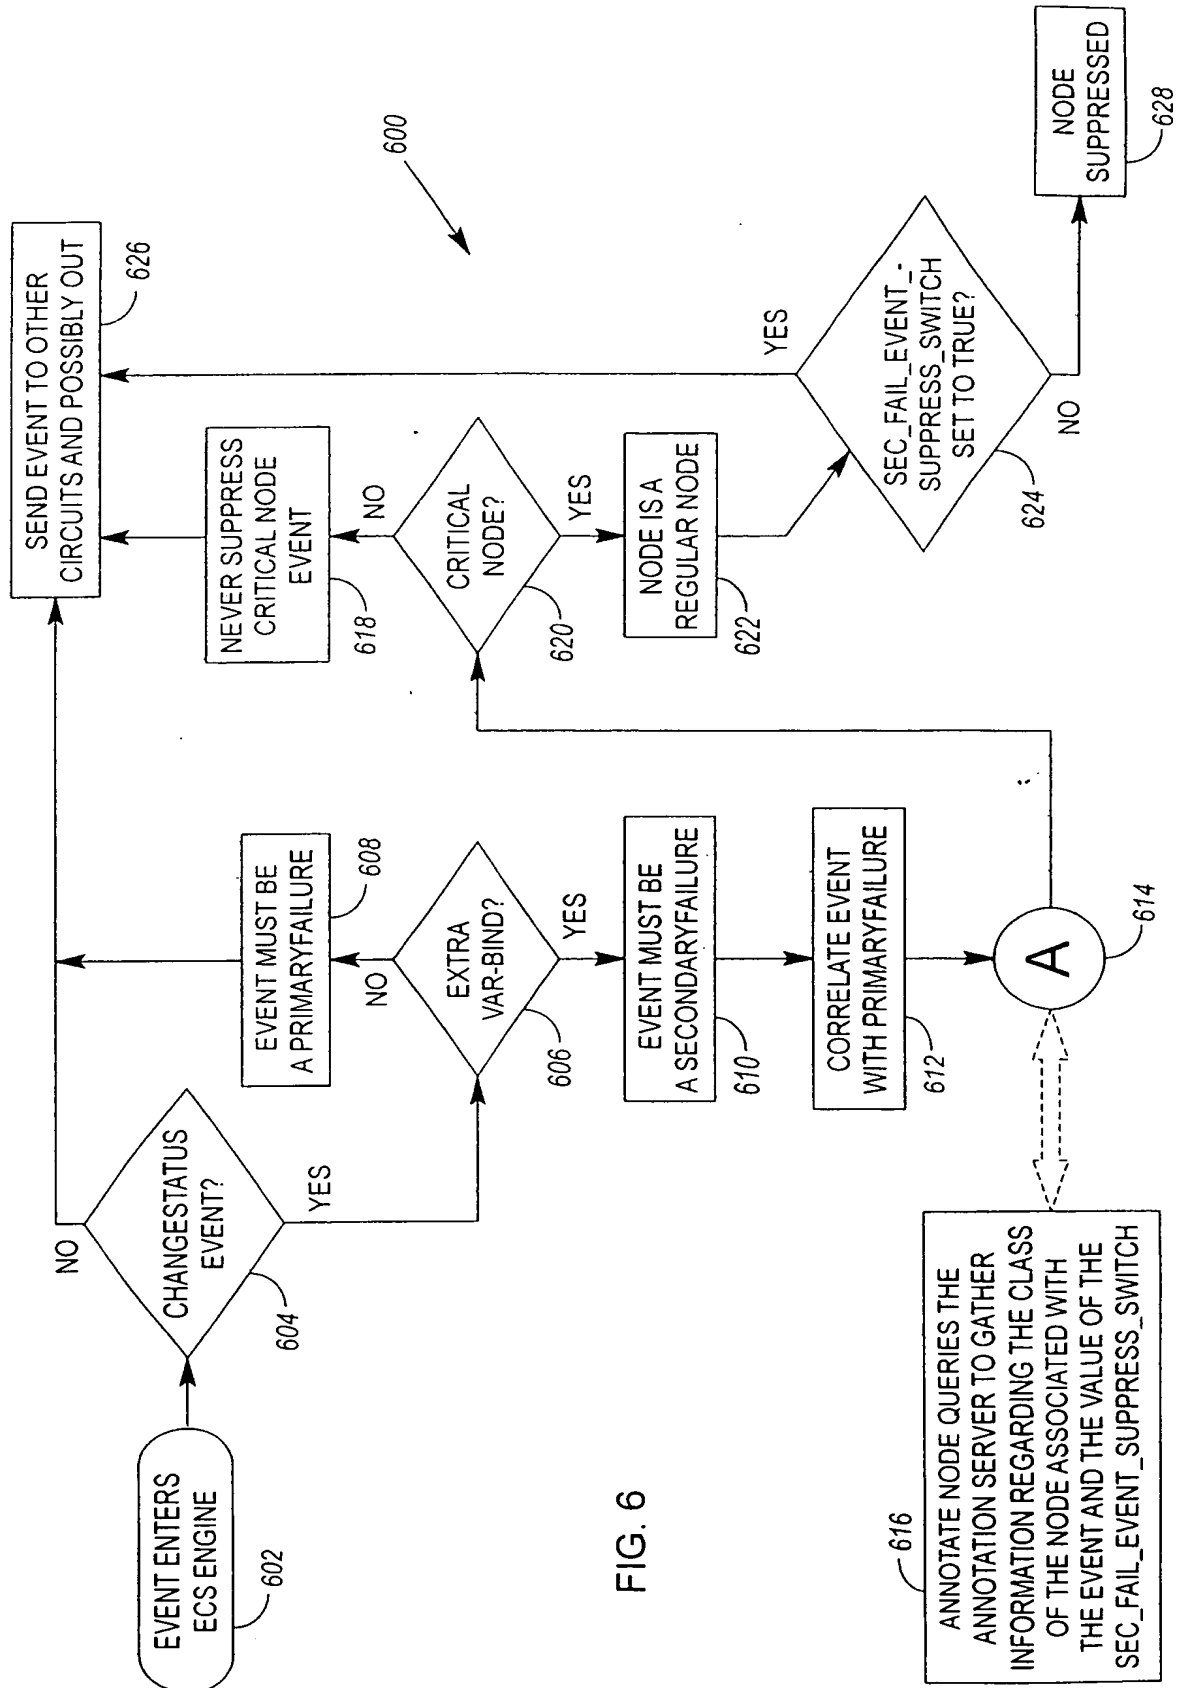 EVENT ENTERS
ECS ENGINE
602
CHANGESTATUS
EVENT?
604
NO
YES
EVENT MUST BE
A PRIMARYFAILURE
608
NO
EXTRA
VAR-BIND?
606
YES
EVENT MUST BE
A SECONDARYFAILURE
610
CORRELATE EVENT
WITH PRIMARYFAILURE
612
A
614
ANNOTATE NODE QUERIES THE
ANNOTATION SERVER TO GATHER
INFORMATION REGARDING THE CLASS
OF THE NODE ASSOCIATED WITH
THE EVENT AND THE VALUE OF THE
SEC_FAIL_EVENT_SUPPRESS_SWITCH
616
SEND EVENT TO OTHER
CIRCUITS AND POSSIBLY OUT
626
NEVER SUPPRESS
CRITICAL NODE
EVENT
618
NO
CRITICAL
NODE?
620
YES
NODE IS A
REGULAR NODE
622
YES
SEC_FAIL_EVENT_-
SUPPRESS_SWITCH
SET TO TRUE?
624
NO
NODE
SUPPRESSED
628
600
FIG. 6